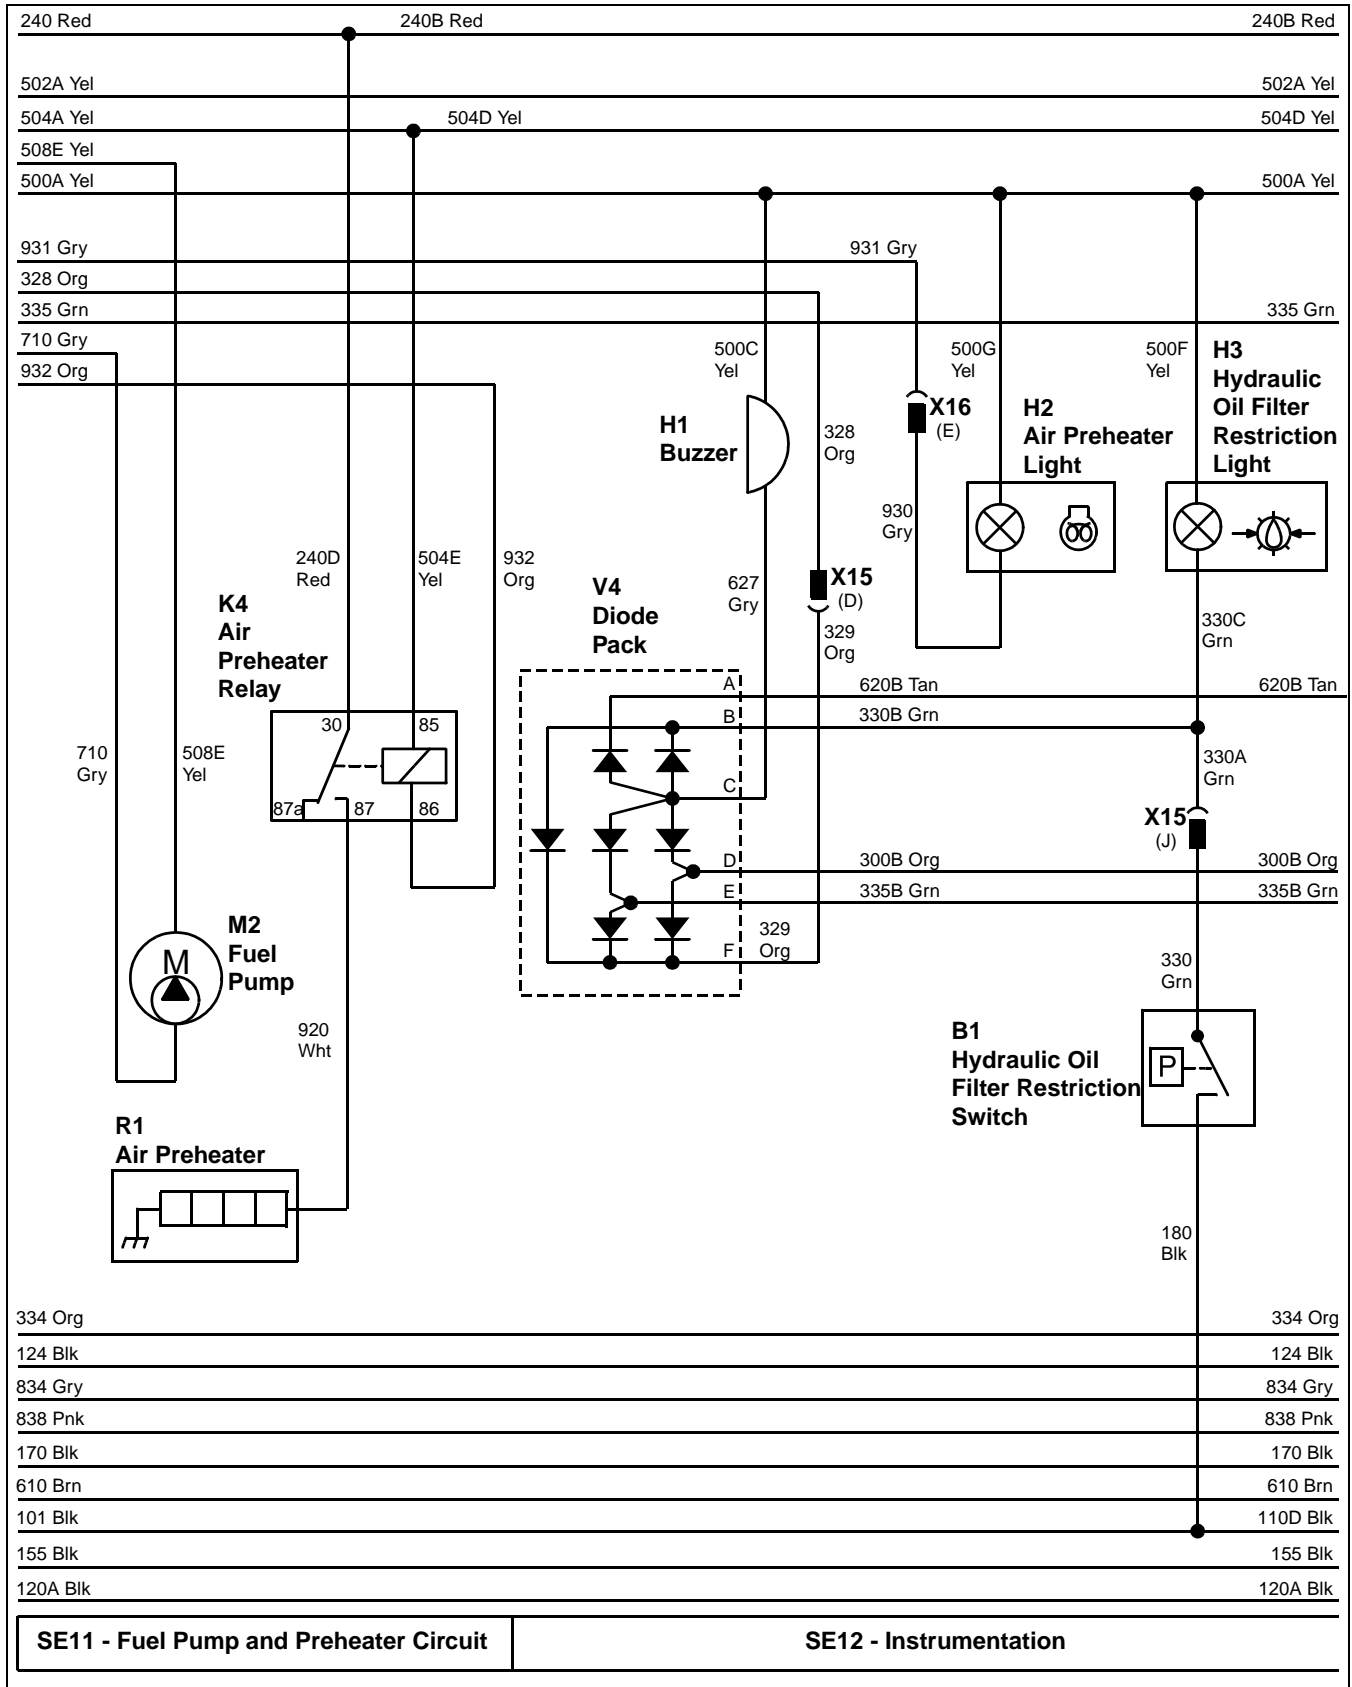 240 Red 240B Red 240B Red
502A Yel 502A Yel
504A Yel 504D Yel 504D Yel
508E Yel
500A Yel 500A Yel
931 Gry 931 Gry
328 Org
335 Grn 335 Grn
710 Gry
932 Org
500C
Yel
500G
Yel
500F
Yel
H3
Hydraulic
Oil Filter
Restriction
Light
H1
Buzzer
328
Org
X16
(E)
H2
Air Preheater
Light
930
Gry
240D
Red
504E
Yel
932
Org
V4
Diode
Pack
627
Gry
X15
(D)
329
Org
330C
Grn
K4
Air
Preheater
Relay
A 620B Tan 620B Tan
B 330B Grn
30 85
710
Gry
508E
Yel
330A
Grn
C
87a 87 86
X15
(J)
D 300B Org 300B Org
E 335B Grn 335B Grn
M2
Fuel
Pump
M
F
329
Org
330
Grn
920
Wht
B1
Hydraulic Oil
Filter Restriction
Switch
P
R1
Air Preheater
180
Blk
334 Org 334 Org
124 Blk 124 Blk
834 Gry 834 Gry
838 Pnk 838 Pnk
170 Blk 170 Blk
610 Brn 610 Brn
101 Blk 110D Blk
155 Blk 155 Blk
120A Blk 120A Blk
SE11 - Fuel Pump and Preheater Circuit SE12 - Instrumentation